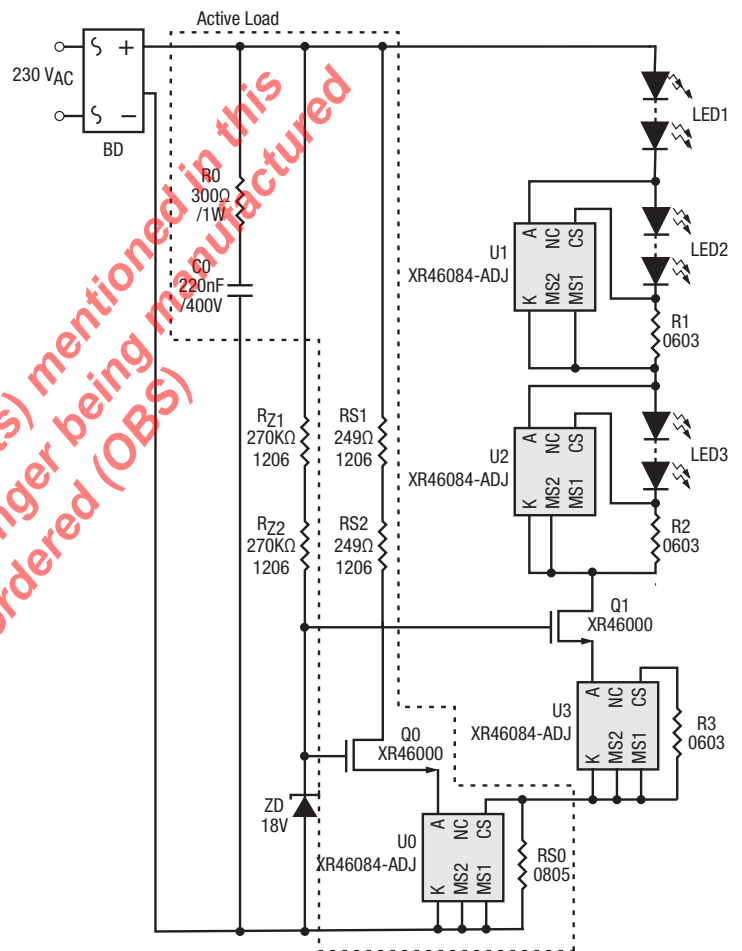 Active Load
230 VAC
BD
R0
300Ω
/1W
C0
220nF
/400V
RZ1
270KΩ
1206
RZ2
270KΩ
1206
RS1
249Ω
1206
RS2
249Ω
1206
ZD
18V
Q0
XR46000
U0
XR46084-ADJ
A
NC
CS
K
MS2
MS1
RS0
0805
LED1
U1
XR46084-ADJ
A
NC
CS
K
MS2
MS1
LED2
R1
0603
U2
XR46084-ADJ
A
NC
CS
K
MS2
MS1
LED3
R2
0603
Q1
XR46000
U3
XR46084-ADJ
A
NC
CS
K
MS2
MS1
R3
0603
ts) mentioned in this
nger being manufactured
ordered (OBS)